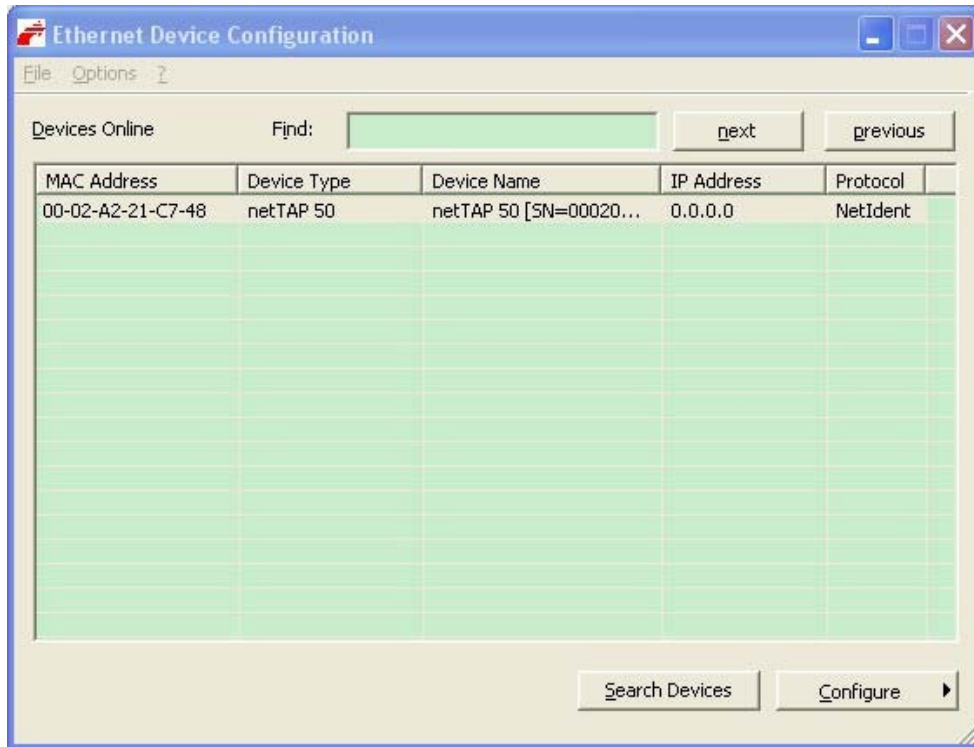 Ethernet Device Configuration
File Options ?
Devices Online Find: next previous
MAC Address Device Type Device Name IP Address Protocol
00-02-A2-21-C7-48 netTAP 50 netTAP 50 [SN=00020... 0.0.0.0 NetIdent
Search Devices Configure